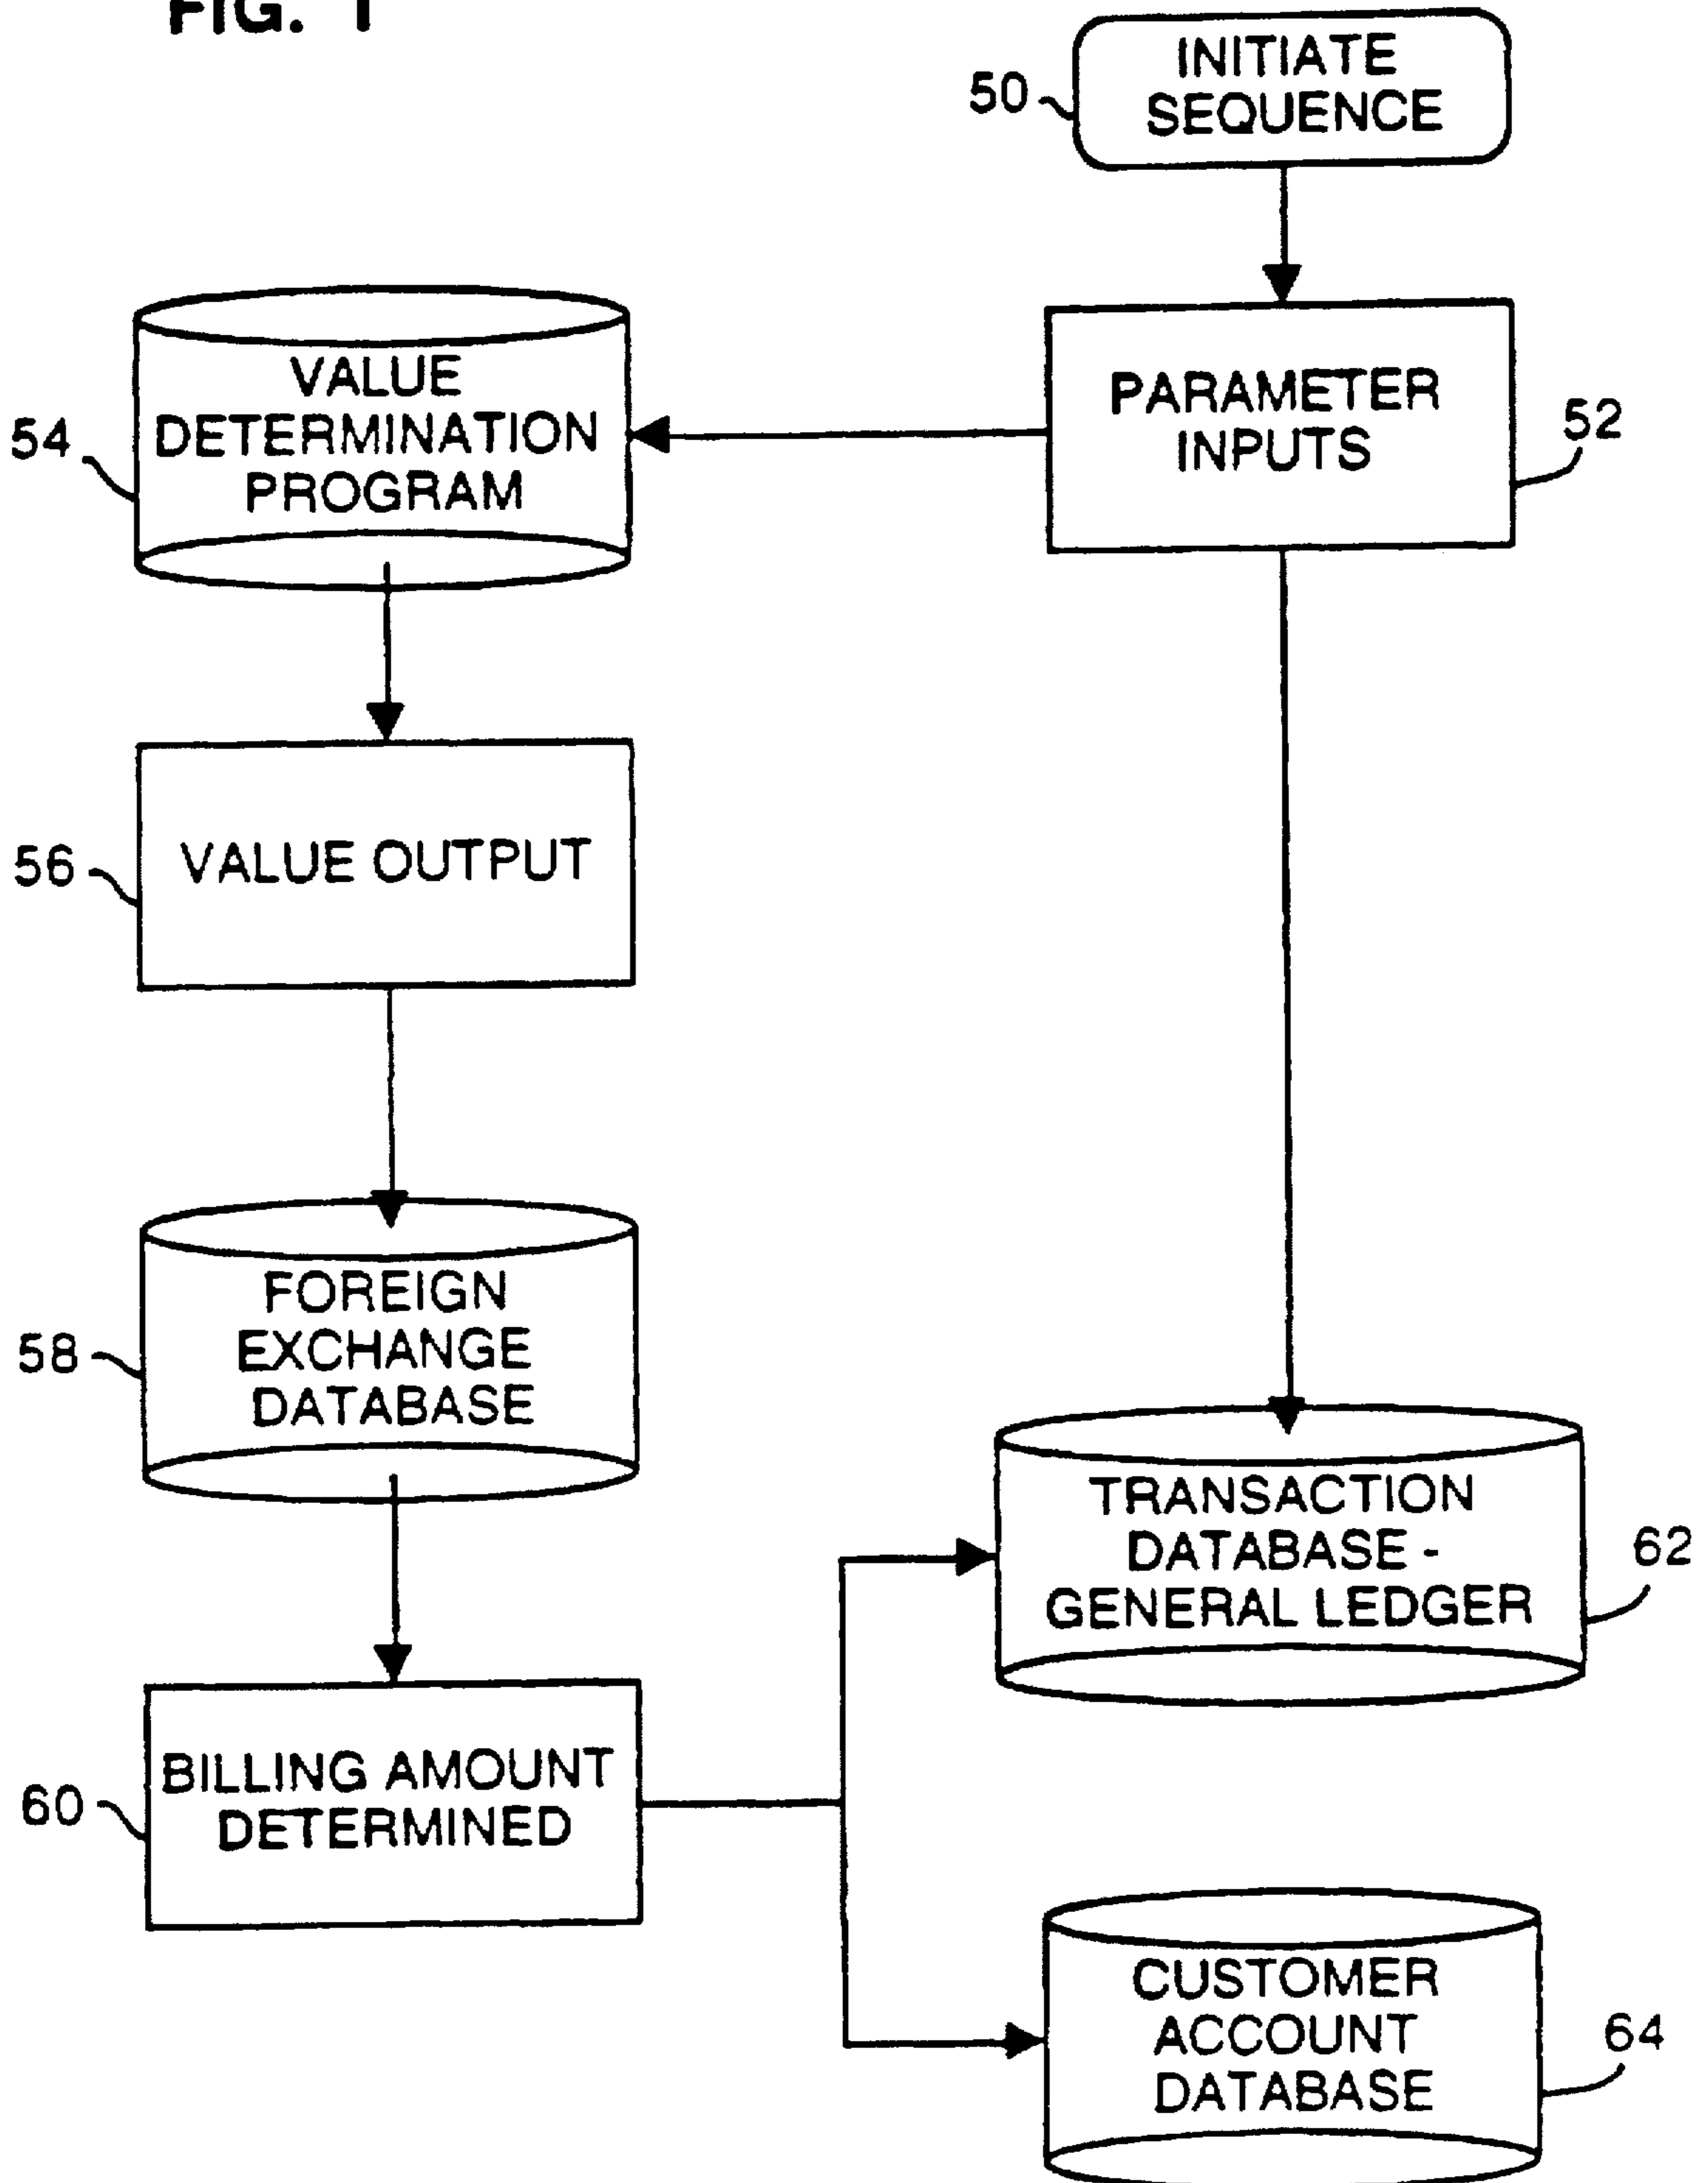 FIG. 1
INITIATE
SEQUENCE
50
PARAMETER
INPUTS
52
VALUE
DETERMINATION
PROGRAM
54
VALUE OUTPUT
56
FOREIGN
EXCHANGE
DATABASE
58
BILLING AMOUNT
DETERMINED
60
TRANSACTION
DATABASE -
GENERAL LEDGER
62
CUSTOMER
ACCOUNT
DATABASE
64